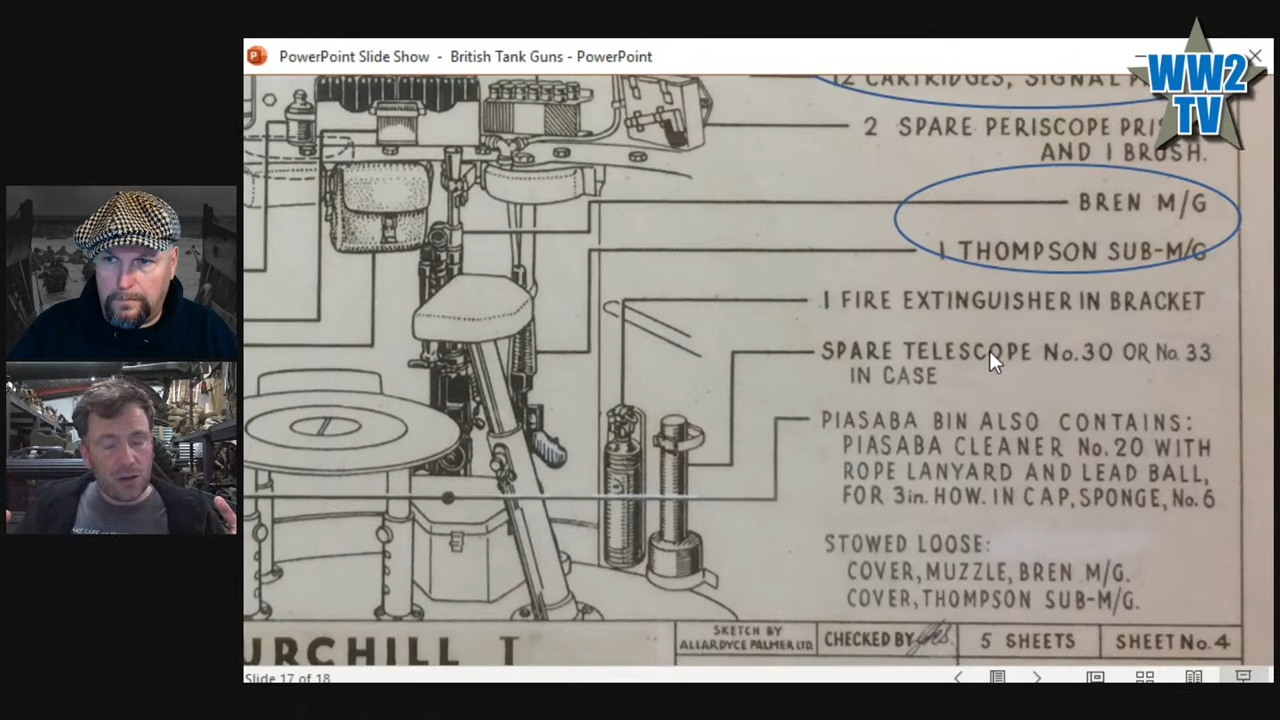 PowerPoint Slide Show - British Tank Guns - PowerPoint
WW2
TV
12 CARTRIDGES, SIGNAL
2 SPARE PERISCOPE
AND 1 BRUSH.
BREN M/G
1 THOMPSON SUB-M/G
1 FIRE EXTINGUISHER IN BRACKET
SPARE TELESCOPE No.30 OR No. 33
IN CASE
PIASABA BIN ALSO CONTAINS:
PIASABA CLEANER No.20 WITH
ROPE LANYARD AND LEAD BALL,
FOR 3in. HOW. IN CAP, SPONGE, No.6
STOWED LOOSE:
COVER, MUZZLE, BREN M/G.
COVER, THOMPSON SUB-M/G.
URCHILL I
SKETCH BY
ALLARDYCE PALMER LTD.
CHECKED BY
5 SHEETS
SHEET No.4
Slide 17 of 18